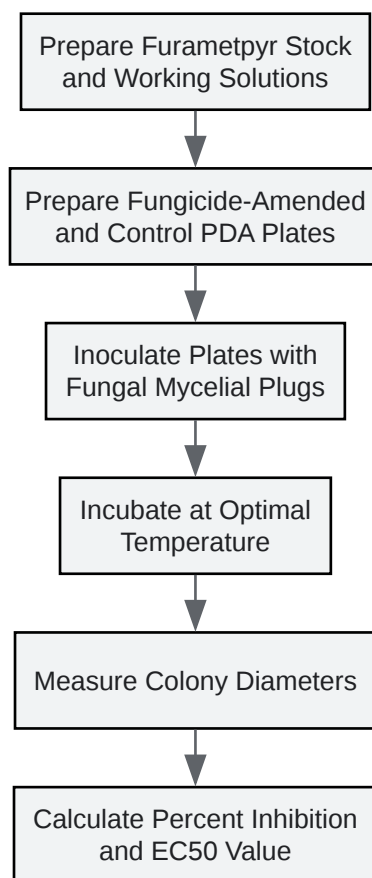 Prepare Furametpyr Stock
and Working Solutions
Prepare Fungicide-Amended
and Control PDA Plates
Inoculate Plates with
Fungal Mycelial Plugs
Incubate at Optimal
Temperature
Measure Colony Diameters
Calculate Percent Inhibition
and EC50 Value